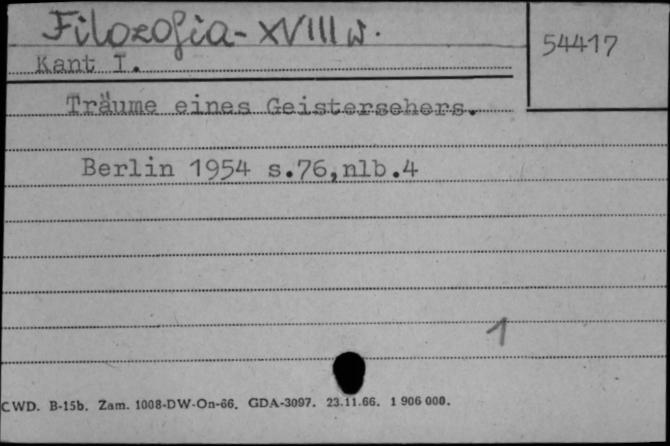 Filozofia - XVIII w.
54417
Kant I.
Träume eines Geistersehers.
Berlin 1954 s.76,nlb.4
1
CWD. B-15b. Zam. 1008-DW-On-66. GDA-3097. 23.11.66. 1 906 000.